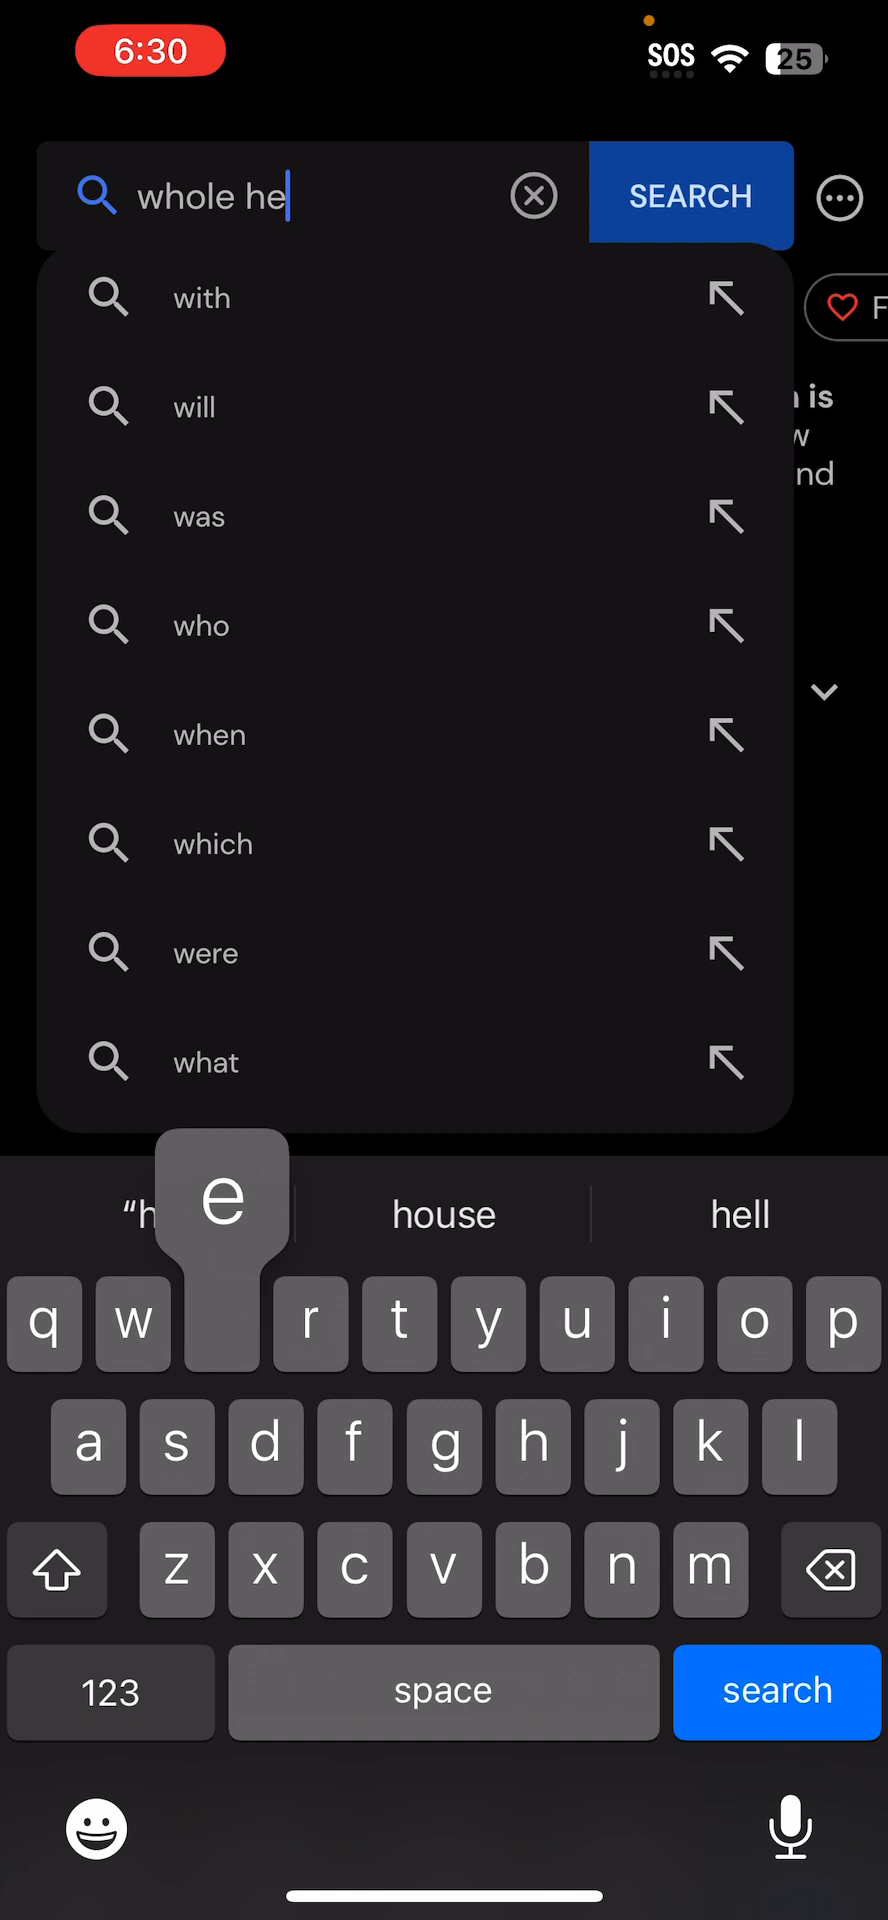 6:30
SOS
25
whole he
SEARCH
with
F
will
is
w
nd
was
who
when
which
were
what
“h
house
hell
e
q w r t y u i o p
a s d f g h j k l
z x c v b n m
123
space
search